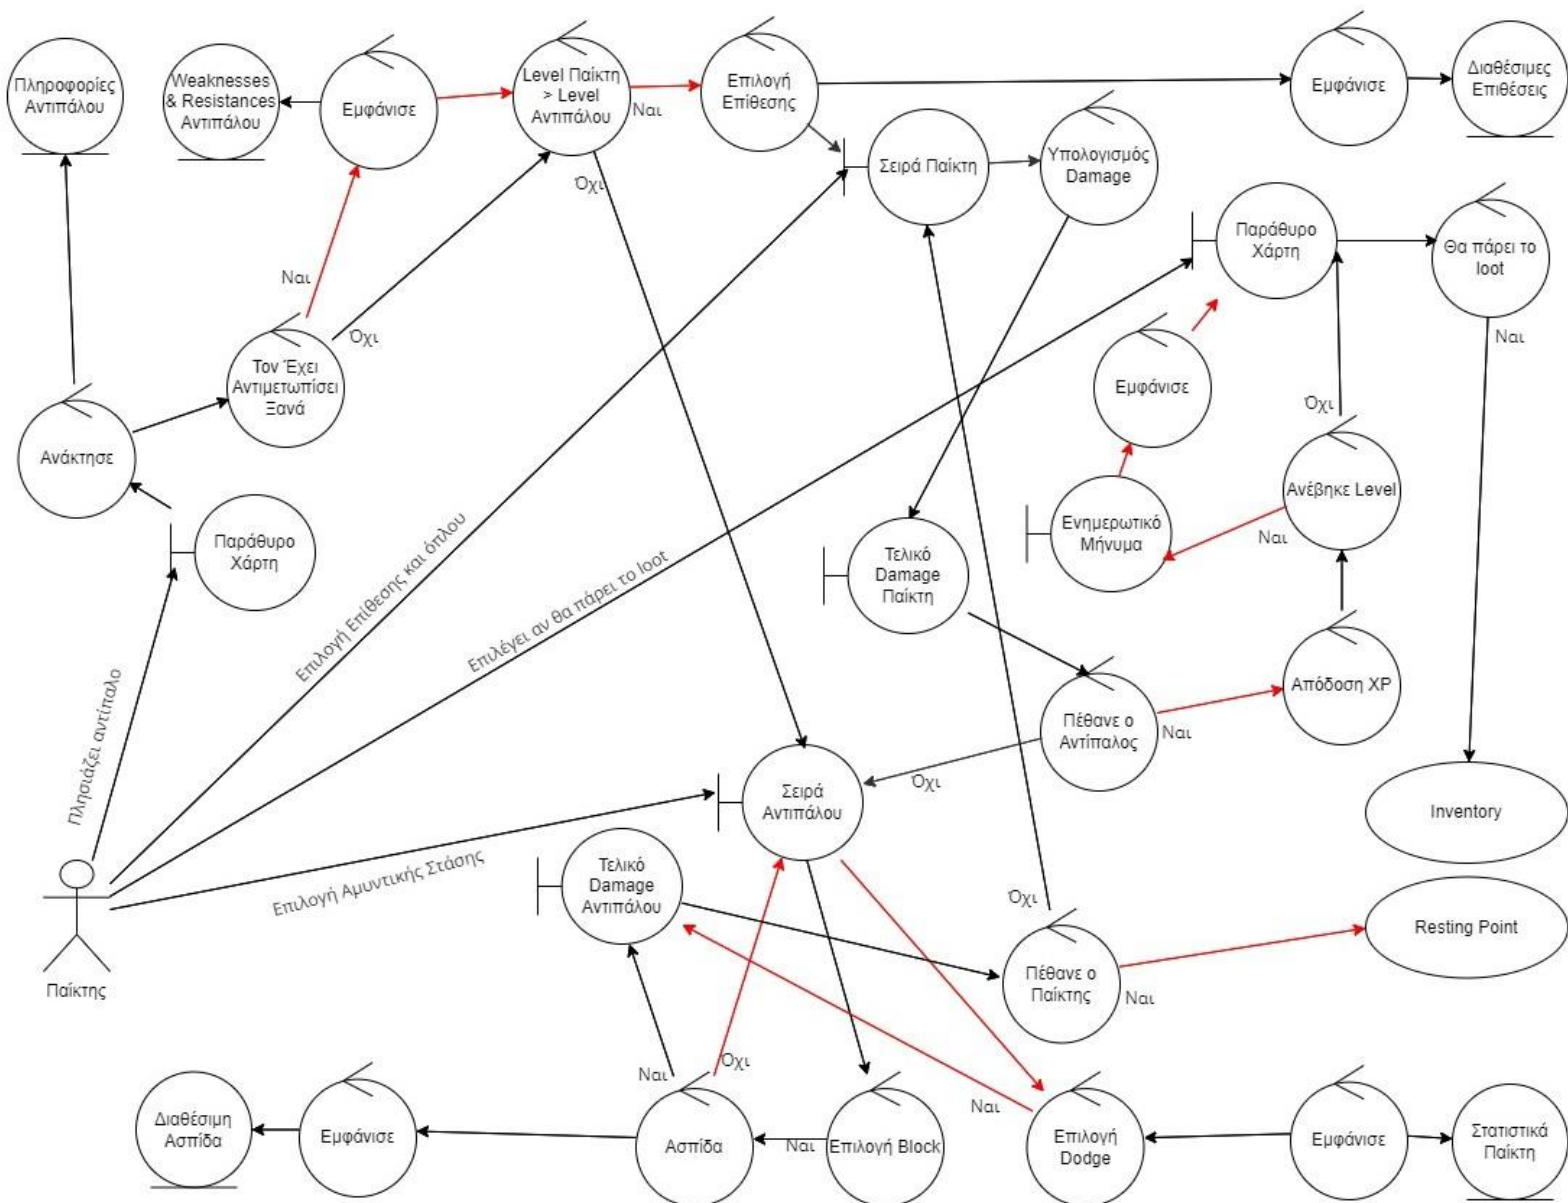 Πληροφορίες
Αντιπάλου
Weaknesses
& Resistances
Αντιπάλου
Εμφάνισε
Level Παίκτη
> Level
Αντιπάλου
Ναι
Επιλογή
Επίθεσης
Εμφάνισε
Διαθέσιμες
Επιθέσεις
Όχι
Σειρά Παίκτη
Υπολογισμός
Damage
Παράθυρο
Χάρτη
Θα πάρει το
loot
Ναι
Ναι
Όχι
Τον Έχει
Αντιμετωπίσει
Ξανά
Εμφάνισε
Όχι
Ανάκτησε
Ανέβηκε Level
Ναι
Ενημερωτικό
Μήνυμα
Παράθυρο
Χάρτη
Τελικό
Damage
Παίκτη
Επιλογή Επίθεσης και όπλου
Επιλέγει αν θα πάρει το loot
Πλησιάζει αντίπαλο
Απόδοση XP
Πέθανε ο
Αντίπαλος
Ναι
Όχι
Σειρά
Αντιπάλου
Inventory
Επιλογή Αμυντικής Στάσης
Τελικό
Damage
Αντιπάλου
Όχι
Resting Point
Πέθανε ο
Παίκτης
Ναι
Παίκτης
Ναι
Όχι
Ναι
Διαθέσιμη
Ασπίδα
Εμφάνισε
Ασπίδα
Ναι
Επιλογή Block
Επιλογή
Dodge
Εμφάνισε
Στατιστικά
Παίκτη